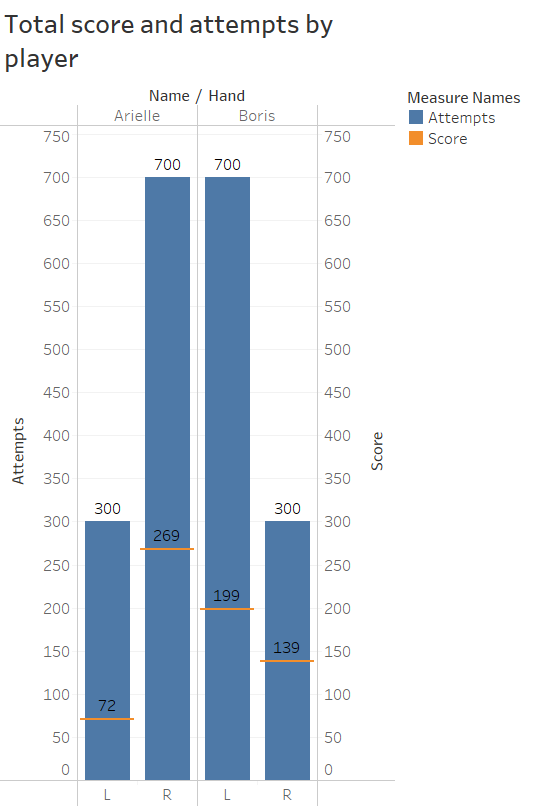 Total score and attempts by
player
Name / Hand
Measure Names
Arielle Boris
Attempts
Score
750 750
700 700
700 700
650 650
600 600
550 550
500 500
450 450
400 400
350 350
300 300
300 300
269
250 250
200 200
199
150 150
139
100 100
72
50 50
0 0
Attempts
Score
L R L R